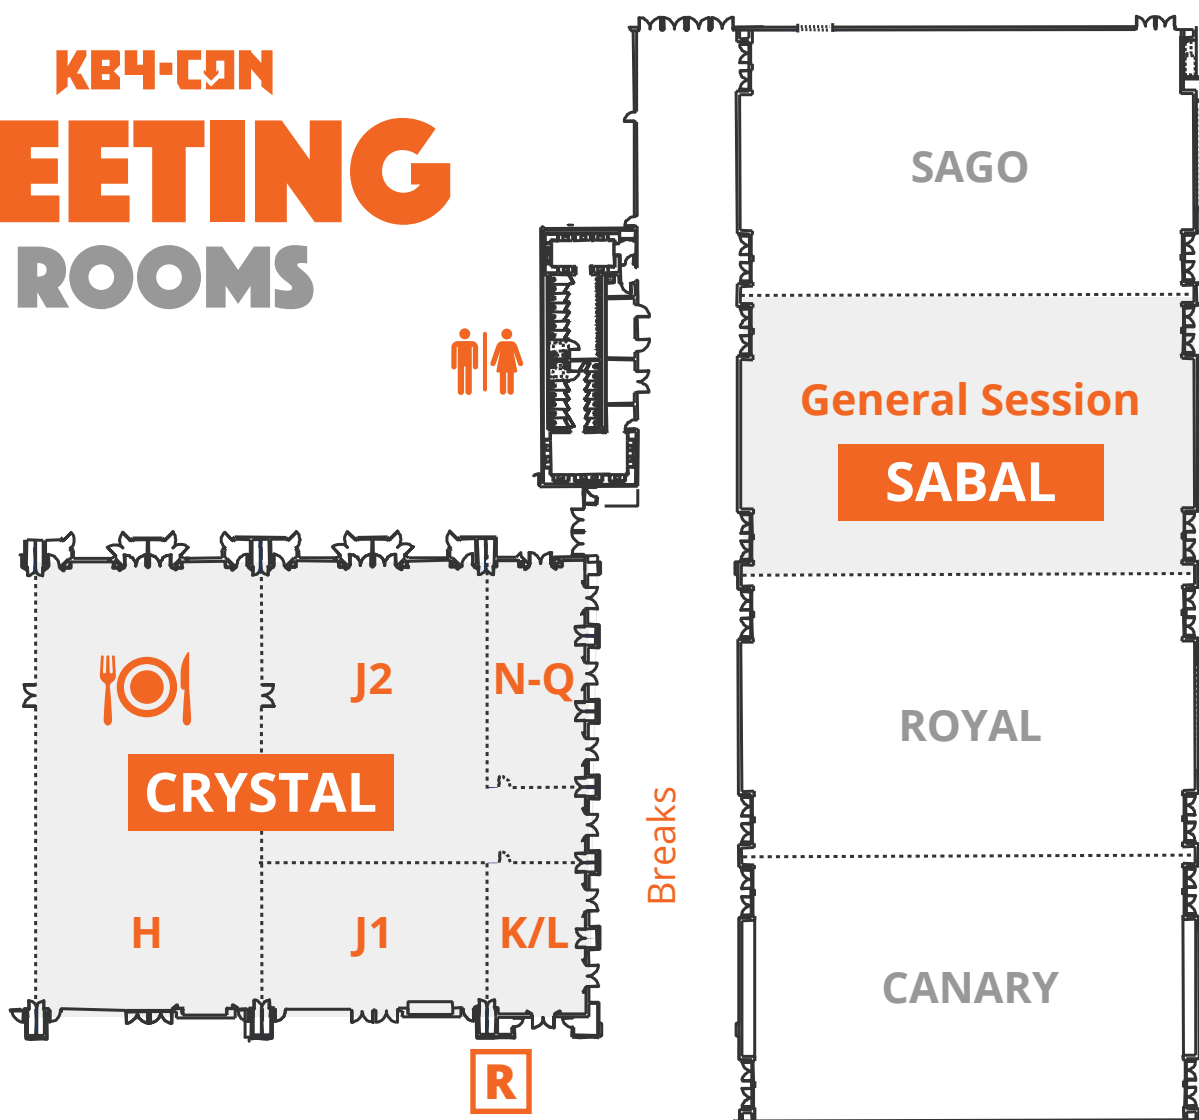 KB4-CON
EETING
ROOMS
SAGO
General Session
SABAL
J2
N-Q
CRYSTAL
ROYAL
Breaks
H
J1
K/L
CANARY
R